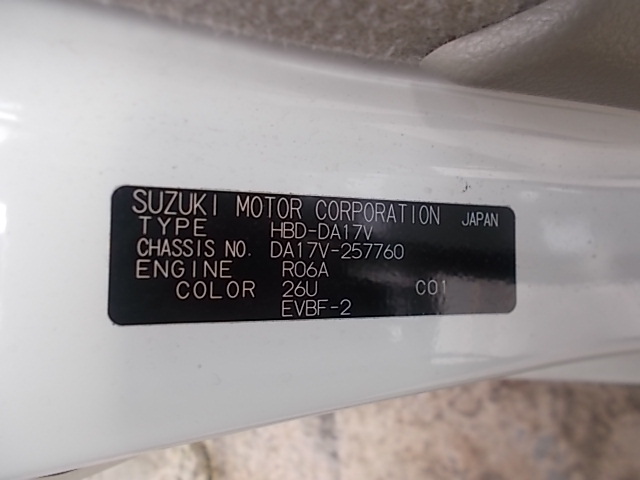 SUZUKI MOTOR CORPORATION JAPAN
TYPE HBD-DA17V
CHASSIS NO. DA17V-257760
ENGINE R06A
COLOR 26U C01
EVBF-2